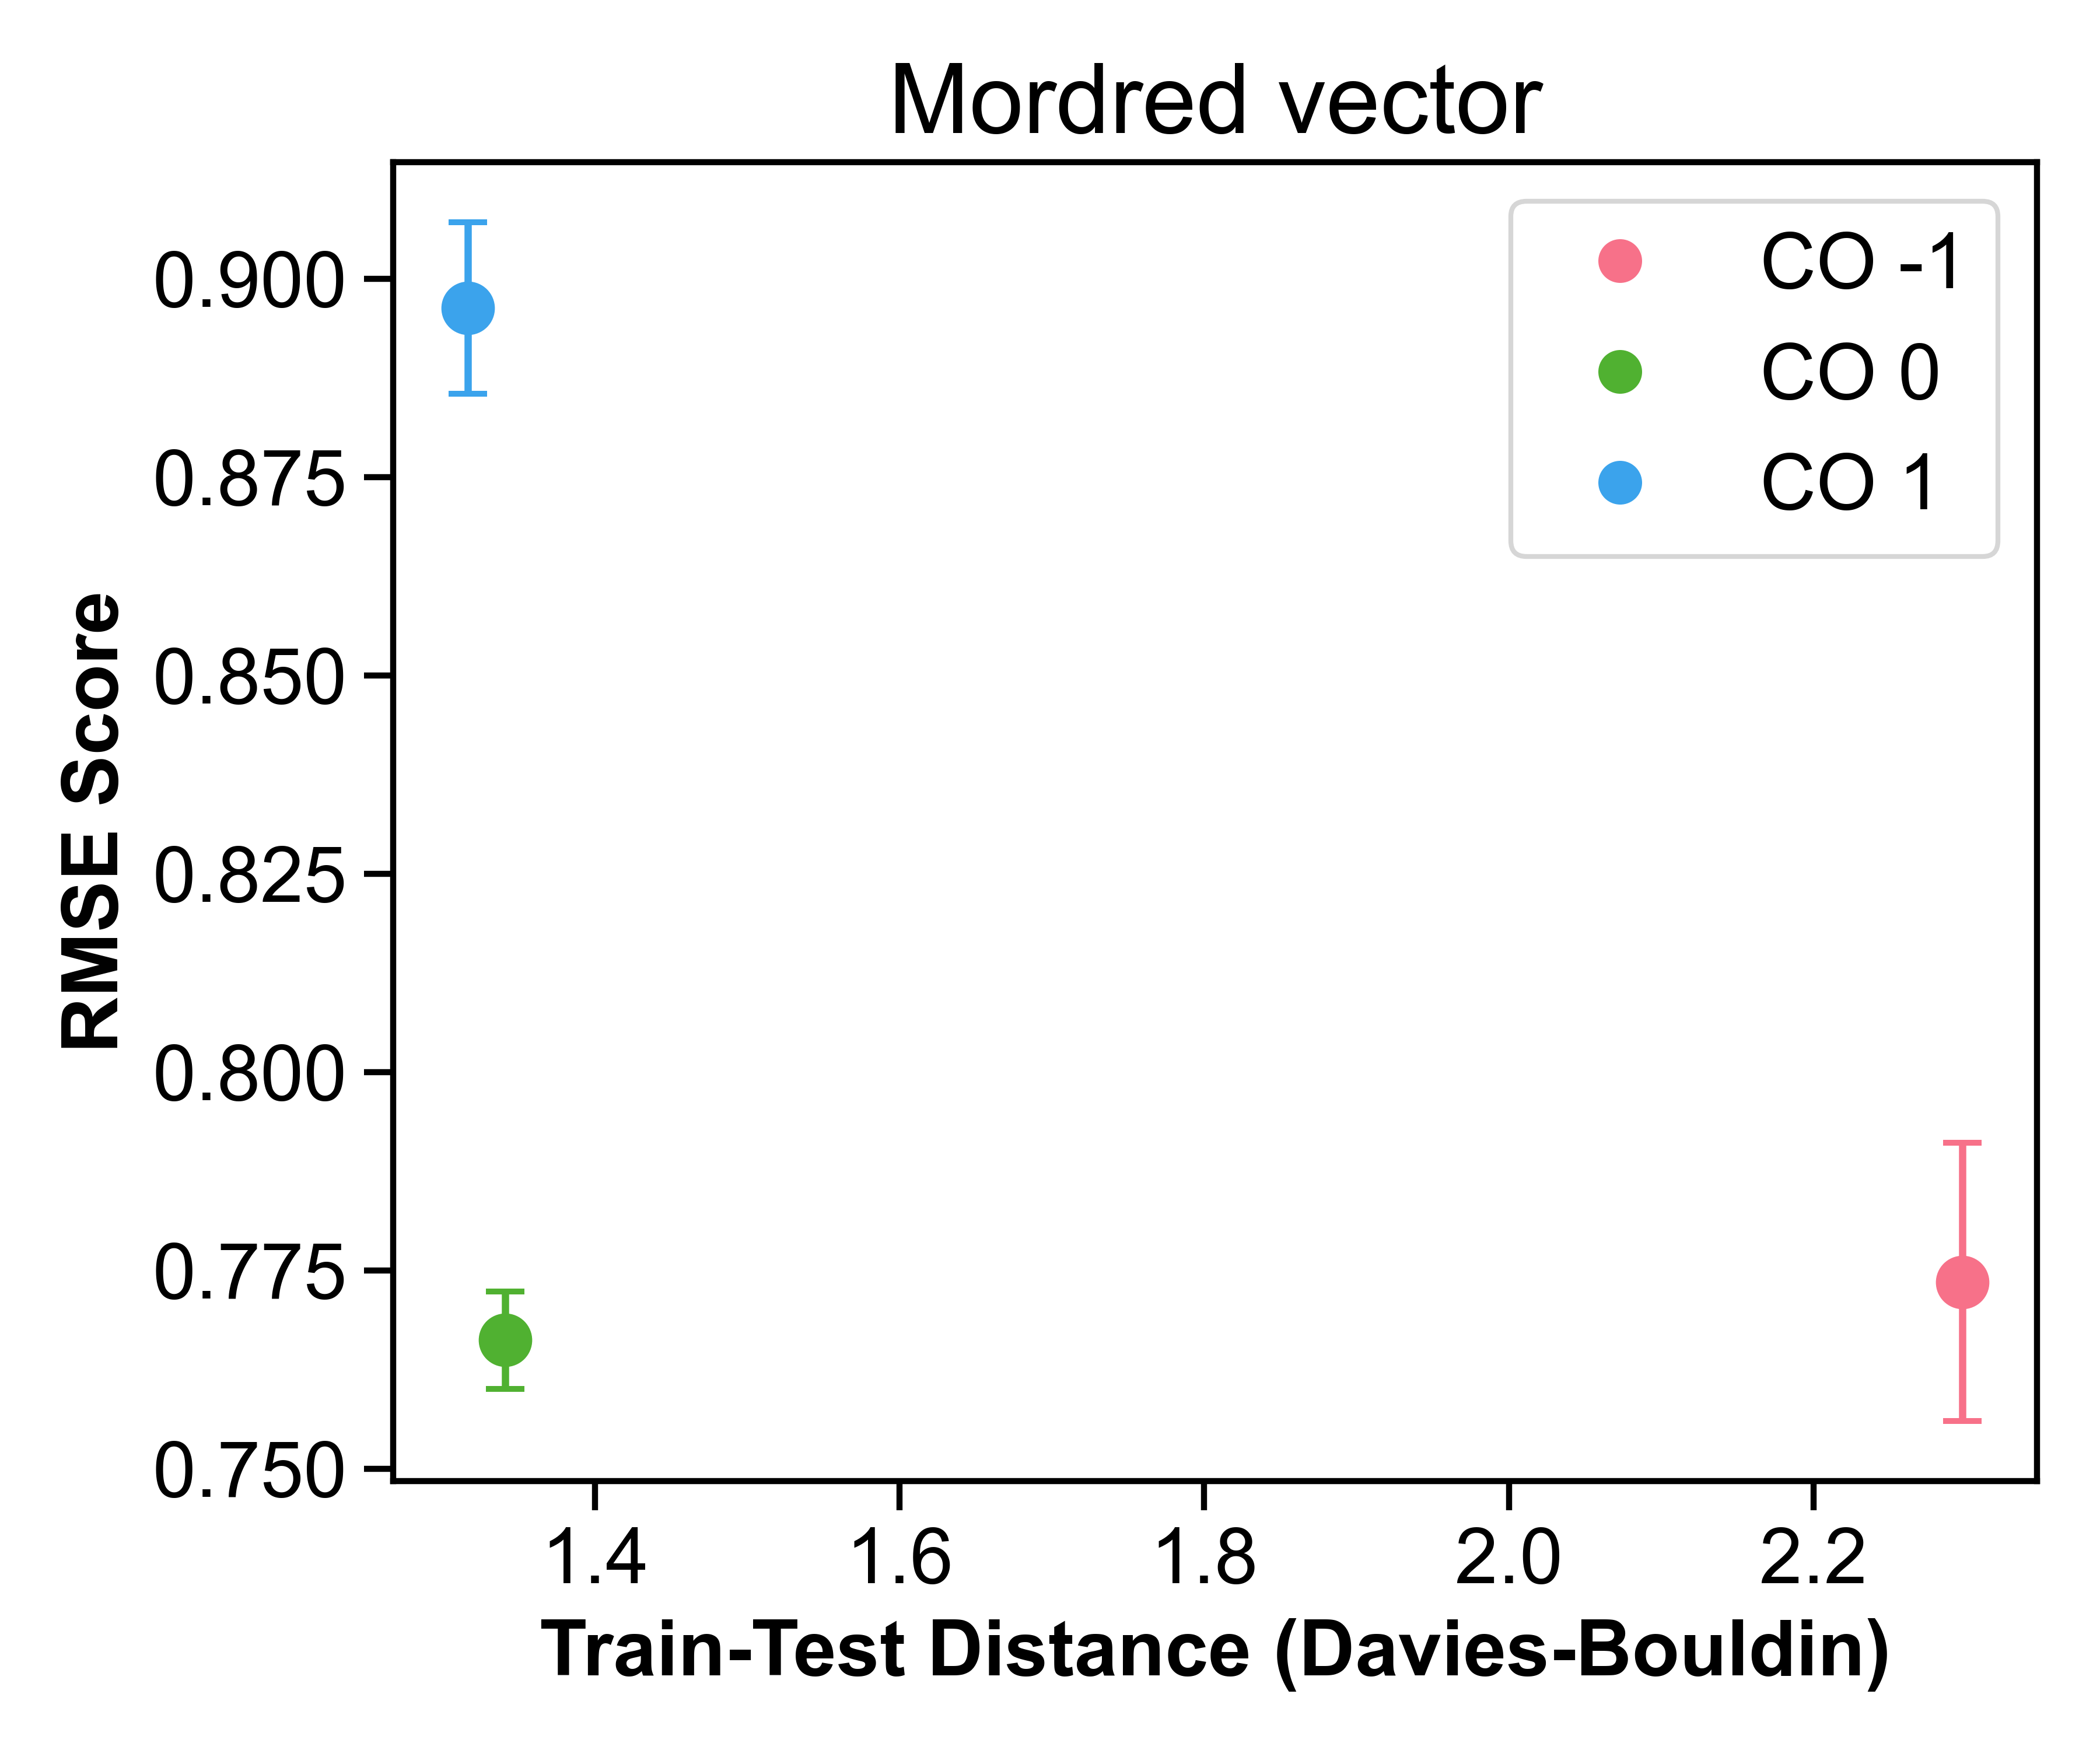 Mordred vector
CO -1
CO 0
CO 1
0.900
0.875
0.850
0.825
0.800
0.775
0.750
RMSE Score
1.4 1.6 1.8 2.0 2.2
Train-Test Distance (Davies-Bouldin)